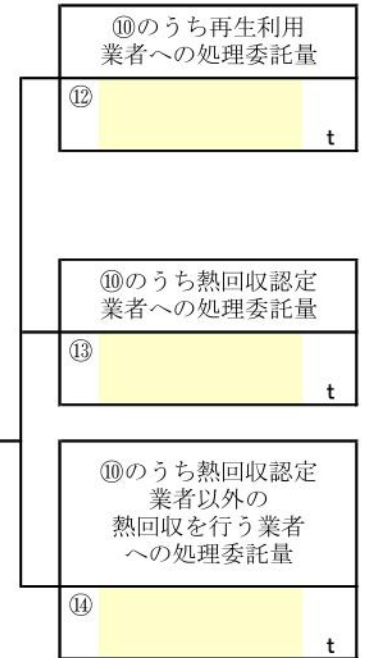 ⑩のうち再生利用
業者への処理委託量
⑫
t
⑩のうち熱回収認定
業者への処理委託量
⑬
t
⑩のうち熱回収認定
業者以外の
熱回収を行う業者
への処理委託量
⑭
t